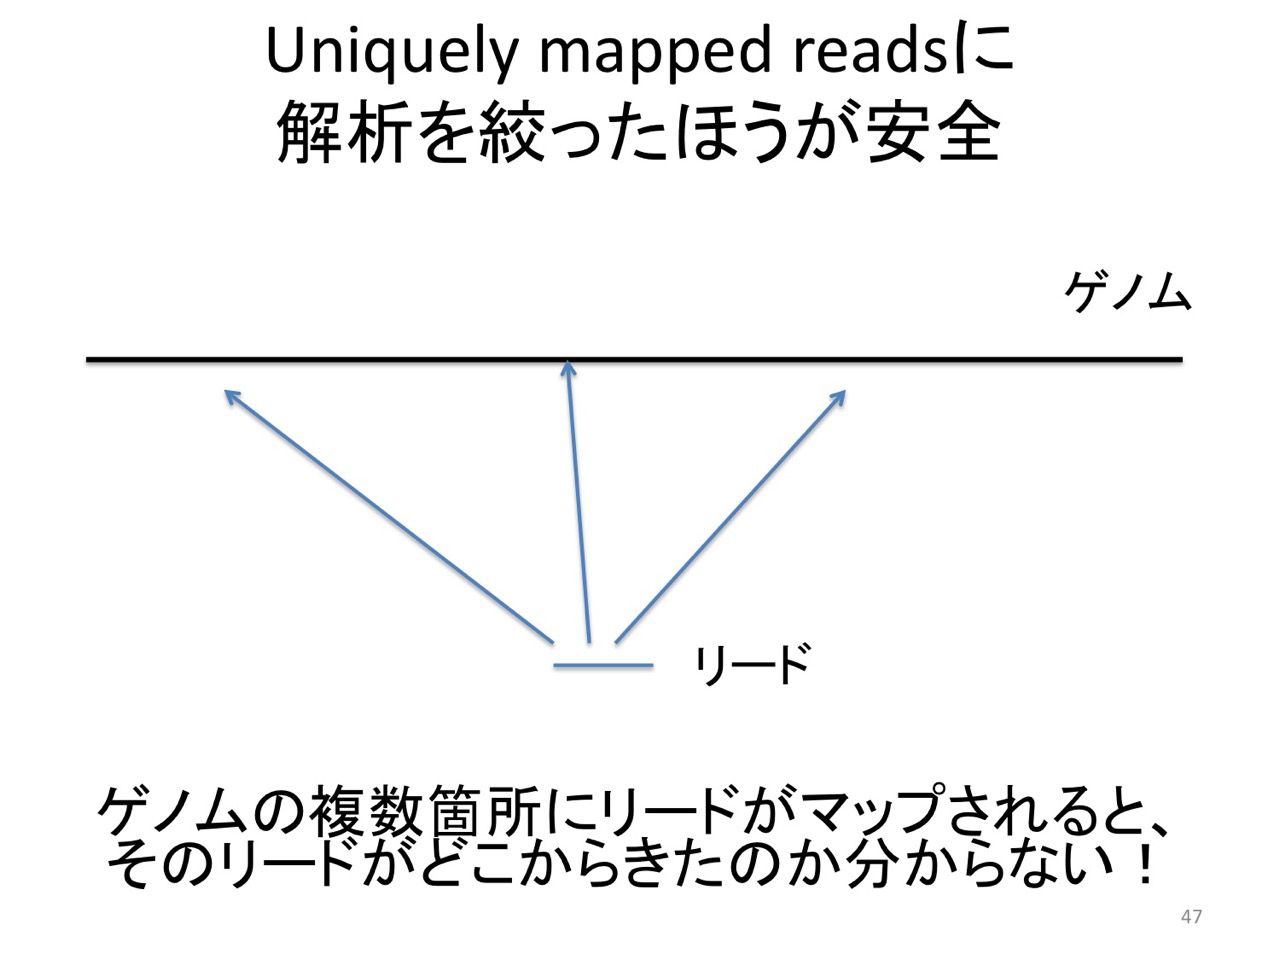 Uniquely mapped readsに
解析を絞ったほうが安全
ゲノム
リード
ゲノムの複数箇所にリードがマップされると、
そのリードがどこからきたのか分からない！
47